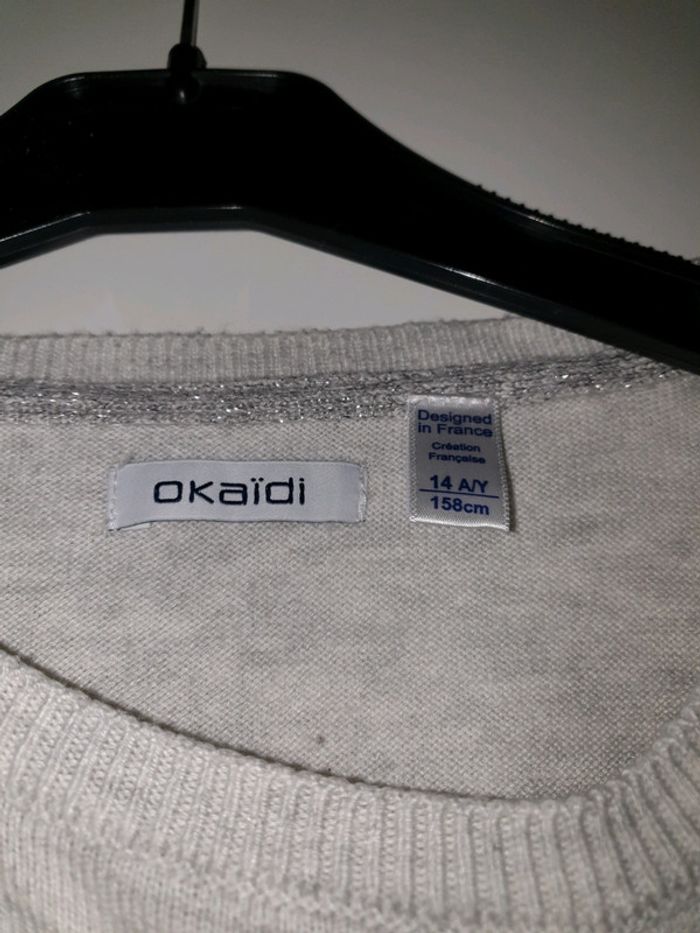 okaïdi
Designed
in France
Création
Française
14 A/Y
158cm